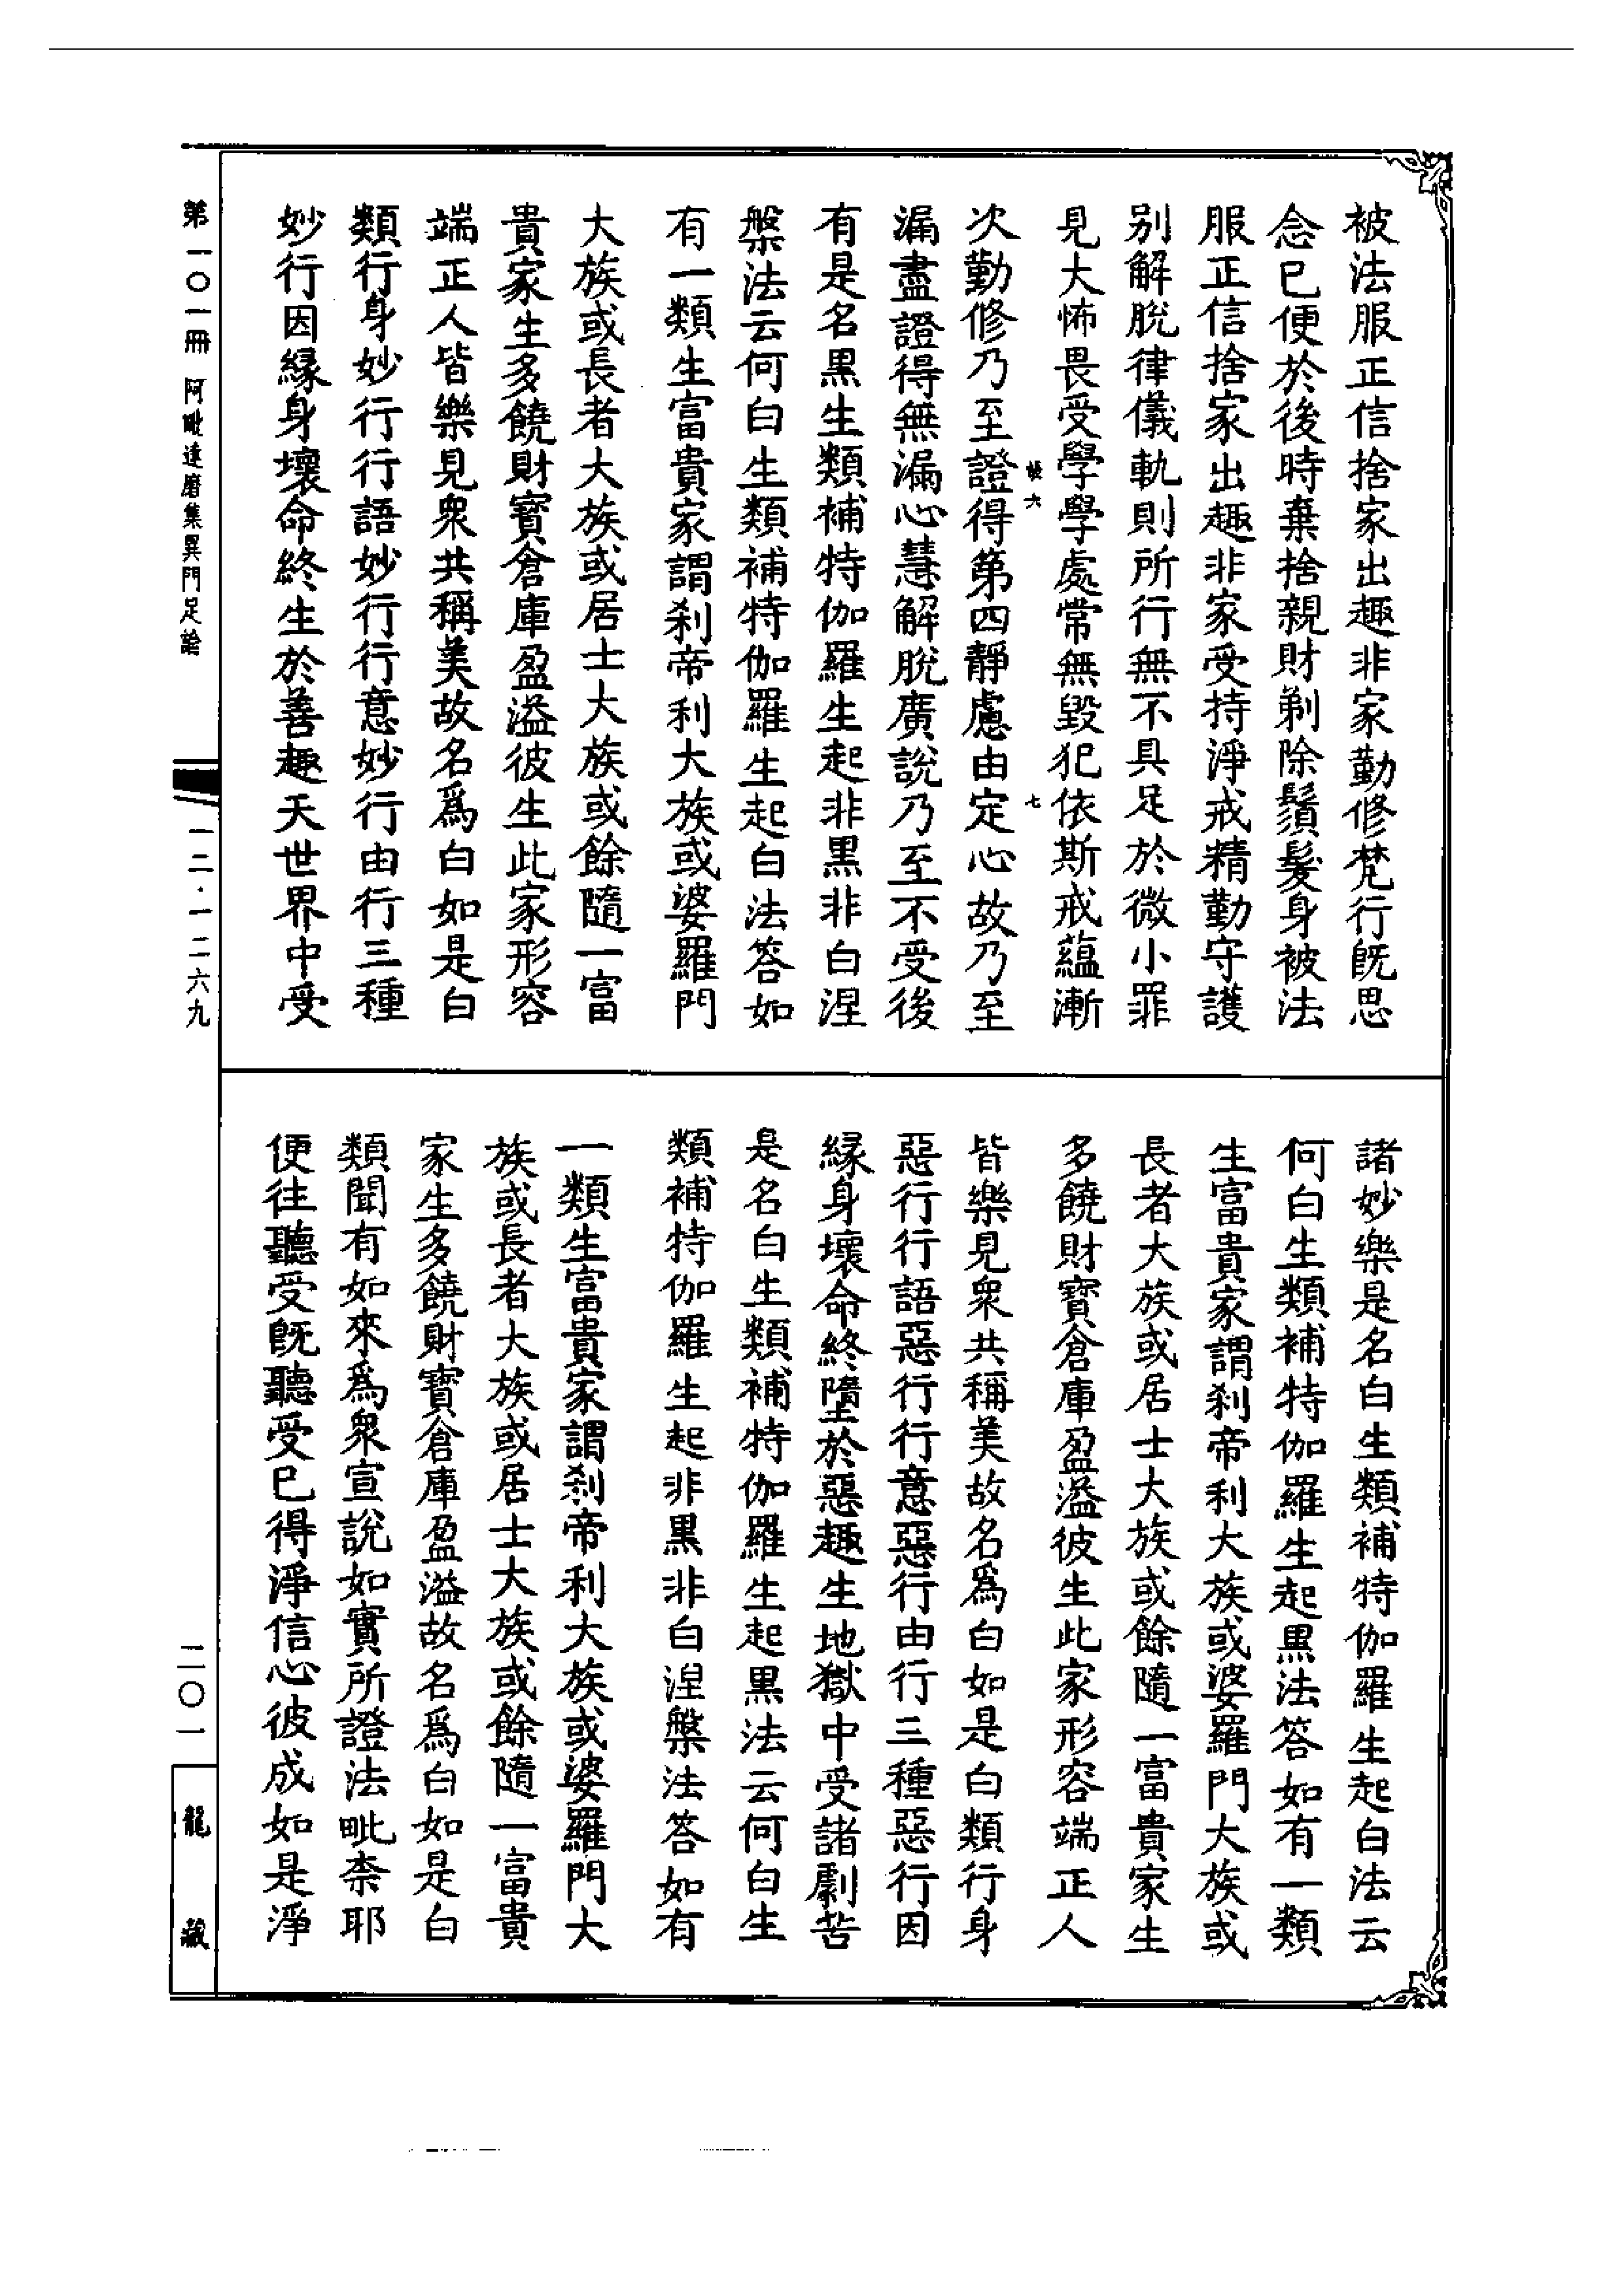 被法服正信捨家出趣非家勤修梵行旣思
念已便於後時棄捨親財剃除鬚髮身被法
服正信捨家出趣非家受持淨戒精勤守護
别解脫律儀軌則所行無不具足於微小罪
見大怖畏受學學處常無毀犯依斯戒蘊漸
六 七
次勤修乃至證得第四靜慮由定心故乃至
漏盡證得無漏心慧解脫廣說乃至不受後
有是名黒生類補特伽羅生起非黒非白涅
槃法云何白生類補特伽羅生起白法答如
有一類生富貴家謂刹帝利大族或婆羅門
大族或長者大族或居士大族或餘隨一富
貴家生多饒財寳倉庫盈溢彼生此家形容
端正人皆樂見衆共稱美故名爲白如是白
類行身妙行行語妙行行意妙行由行三種
妙行因縁身壞命終生於善趣天世界中受
諸妙樂是名白生類補特伽羅生起白法云
何白生類補特伽羅生起黒法答如有一類
生富貴家謂刹帝利大族或婆羅門大族或
長者大族或居士大族或餘隨一富貴家生
多饒財寳倉庫盈溢彼生此家形容端正人
皆樂見衆共稱美故名爲白如是白類行身
惡行行語惡行行意惡行由行三種惡行因
縁身壞命終墮於惡趣生地獄中受諸劇苦
是名白生類補特伽羅生起黒法云何白生
類補特伽羅生起非黒非白涅槃法答如有
一類生富貴家謂刹帝利大族或婆羅門大
族或長者大族或居士大族或餘隨一富貴
家生多饒財寳倉庫盈溢故名爲白如是白
類聞有如來爲衆宣說如實所證法毗柰耶
便往聽受旣聽受已得淨信心彼成如是淨
第一〇一冊 阿毗達磨集異門足論
一二·一二六九
二〇一
龍藏